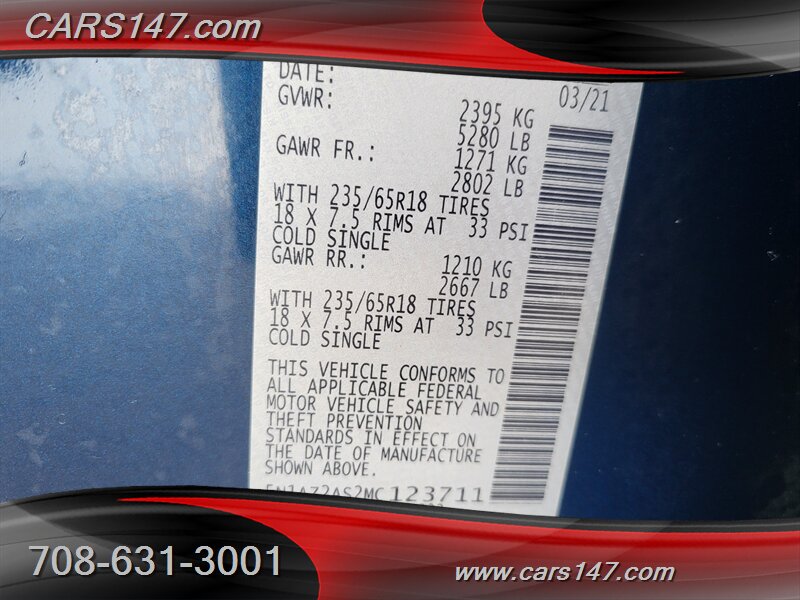 CARS147.com
DATE: 03/21
GVWR: 2395 KG
5280 LB
GAWR FR.: 1271 KG
2802 LB
WITH 235/65R18 TIRES
18 X 7.5 RIMS AT 33 PSI
COLD SINGLE
GAWR RR.: 1210 KG
2667 LB
WITH 235/65R18 TIRES
18 X 7.5 RIMS AT 33 PSI
COLD SINGLE
THIS VEHICLE CONFORMS TO
ALL APPLICABLE FEDERAL
MOTOR VEHICLE SAFETY AND
THEFT PREVENTION
STANDARDS IN EFFECT ON
THE DATE OF MANUFACTURE
SHOWN ABOVE.
5N1AZ2AS2MC123711
708-631-3001
www.cars147.com